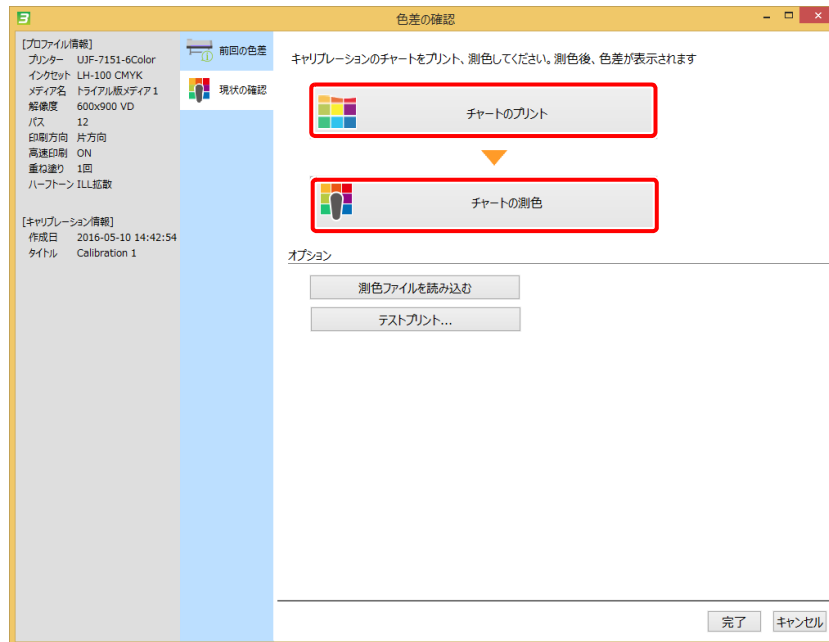 色差の確認
[プロファイル情報]
プリンター UJF-7151-6Color
インクセット LH-100 CMYK
メディア名 トライアル版メディア1
解像度 600x900 VD
パス 12
印刷方向 片方向
高速印刷 ON
重ね塗り 1回
ハーフトーン ILL拡散
[キャリブレーション情報]
作成日 2016-05-10 14:42:54
タイトル Calibration 1
前回の色差
現状の確認
キャリブレーションのチャートをプリント、測色してください。測色後、色差が表示されます
チャートのプリント
チャートの測色
オプション
測色ファイルを読み込む
テストプリント...
完了 キャンセル